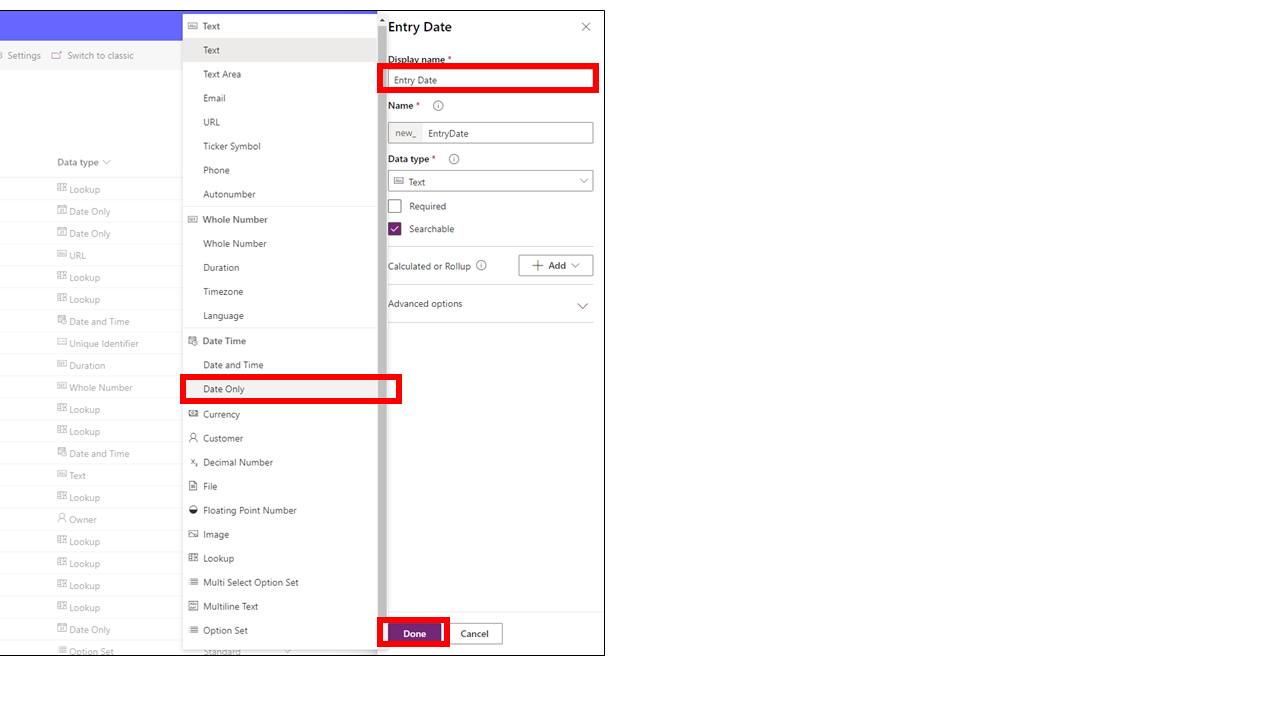 Settings
Switch to classic
Data type
Lookup
Date Only
Date Only
URL
Lookup
Lookup
Date and Time
Unique Identifier
Duration
Whole Number
Lookup
Lookup
Date and Time
Text
Lookup
Owner
Lookup
Lookup
Lookup
Lookup
Date Only
Option Set
Standard
Text
Text
Text Area
Email
URL
Ticker Symbol
Phone
Autonumber
Whole Number
Whole Number
Duration
Timezone
Language
Date Time
Date and Time
Date Only
Currency
Customer
Decimal Number
File
Floating Point Number
Image
Lookup
Multi Select Option Set
Multiline Text
Option Set
Entry Date
Display name *
Entry Date
Name *
new_ EntryDate
Data type *
Text
Required
Searchable
Calculated or Rollup
Add
Advanced options
Done
Cancel